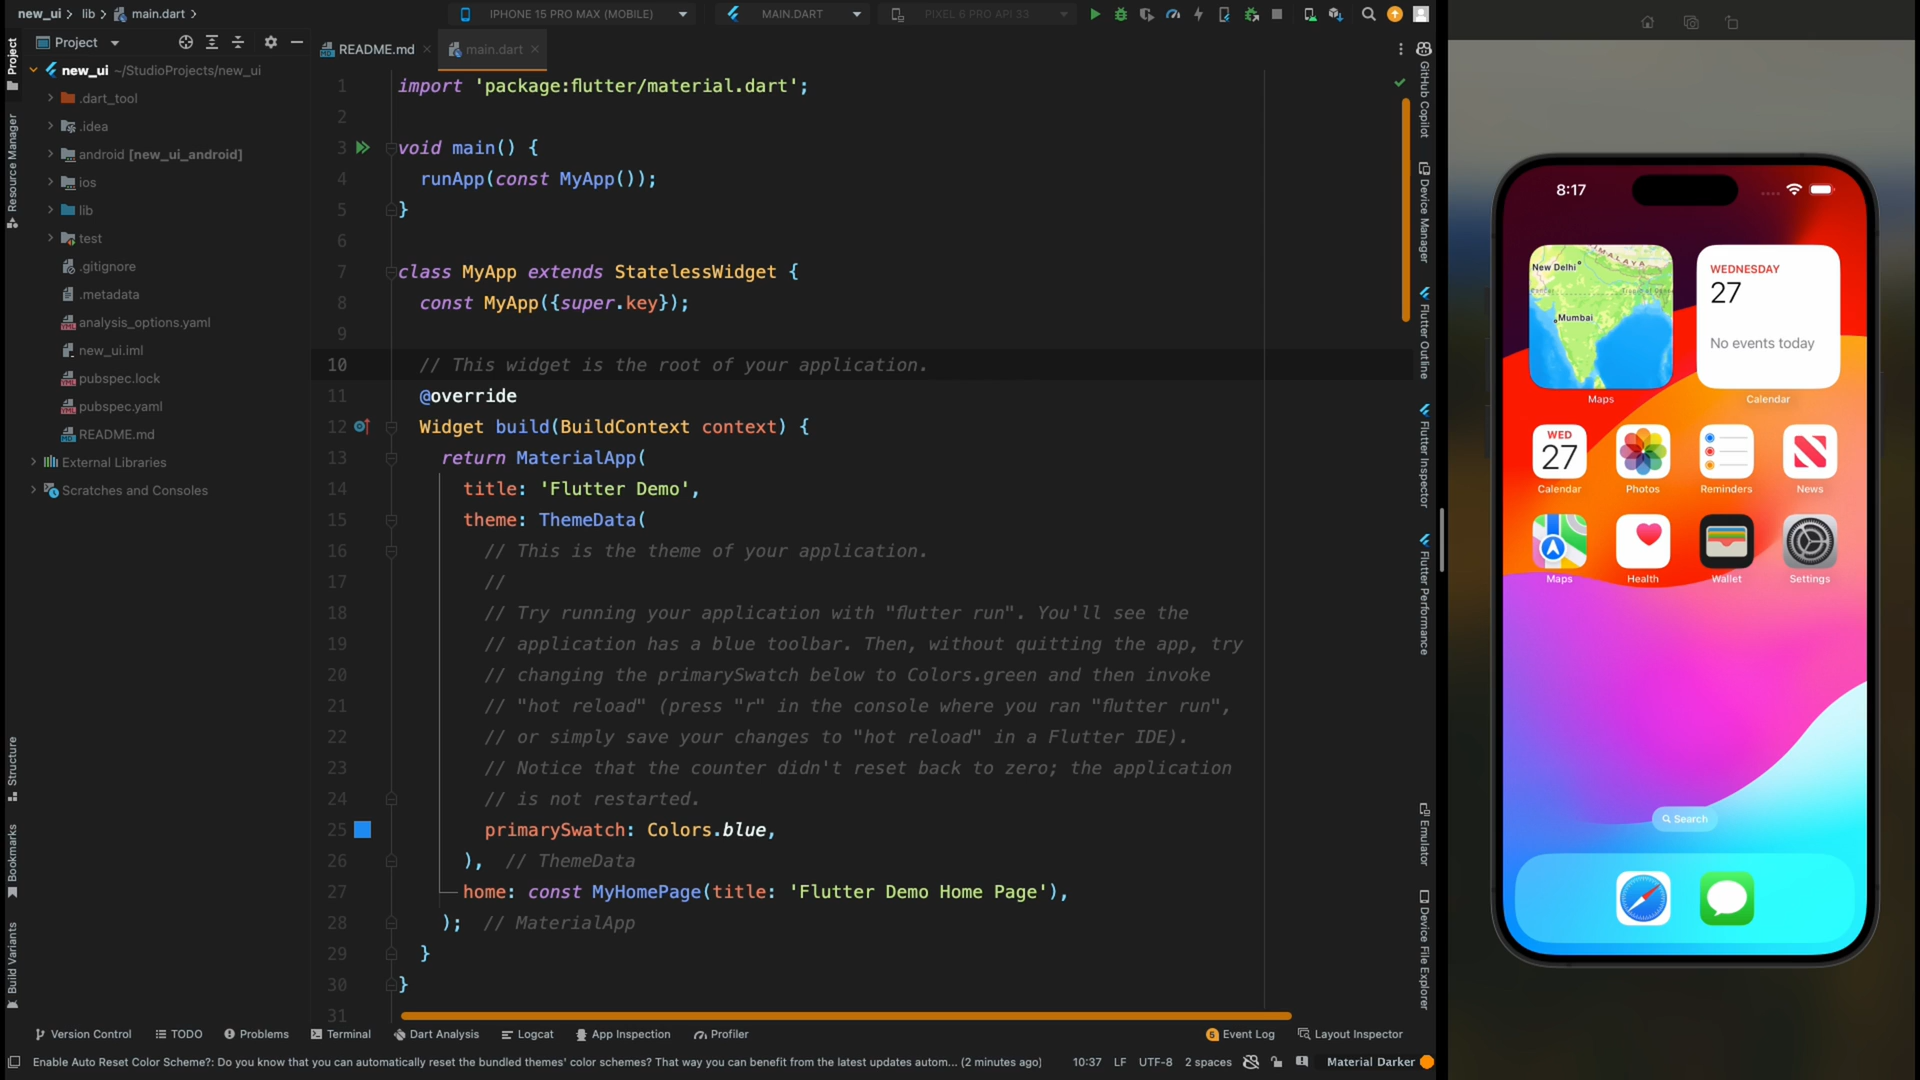 new_ui
lib
main.dart
IPHONE 15 PRO MAX (MOBILE)
MAIN.DART
PIXEL 6 PRO API 33
Project
README.md
main.dart
Project
Resource Manager
Structure
Bookmarks
Build Variants
new_ui ~/StudioProjects/new_ui
.dart_tool
.idea
android [new_ui_android]
ios
lib
test
.gitignore
.metadata
analysis_options.yaml
new_ui.iml
pubspec.lock
pubspec.yaml
README.md
External Libraries
Scratches and Consoles
1 import 'package:flutter/material.dart';
2
3 void main() {
4 runApp(const MyApp());
5 }
6
7 class MyApp extends StatelessWidget {
8 const MyApp({super.key});
9
10 // This widget is the root of your application.
11 @override
12 Widget build(BuildContext context) {
13 return MaterialApp(
14 title: 'Flutter Demo',
15 theme: ThemeData(
16 // This is the theme of your application.
17 //
18 // Try running your application with "flutter run". You'll see the
19 // application has a blue toolbar. Then, without quitting the app, try
20 // changing the primarySwatch below to Colors.green and then invoke
21 // "hot reload" (press "r" in the console where you ran "flutter run",
22 // or simply save your changes to "hot reload" in a Flutter IDE).
23 // Notice that the counter didn't reset back to zero; the application
24 // is not restarted.
25 primarySwatch: Colors.blue,
26 ), // ThemeData
27 home: const MyHomePage(title: 'Flutter Demo Home Page'),
28 ); // MaterialApp
29 }
30 }
31
GitHub Copilot
Device Manager
Flutter Outline
Flutter Inspector
Flutter Performance
Emulator
Device File Explorer
8:17
New Delhi
Mumbai
Maps
WEDNESDAY
27
No events today
Calendar
WED
27
Calendar
Photos
Reminders
News
Maps
Health
Wallet
Settings
Search
Version Control
TODO
Problems
Terminal
Dart Analysis
Logcat
App Inspection
Profiler
5 Event Log
Layout Inspector
Enable Auto Reset Color Scheme?: Do you know that you can automatically reset the bundled themes' color schemes? That way you can benefit from the latest updates autom... (2 minutes ago)
10:37
LF
UTF-8
2 spaces
Material Darker